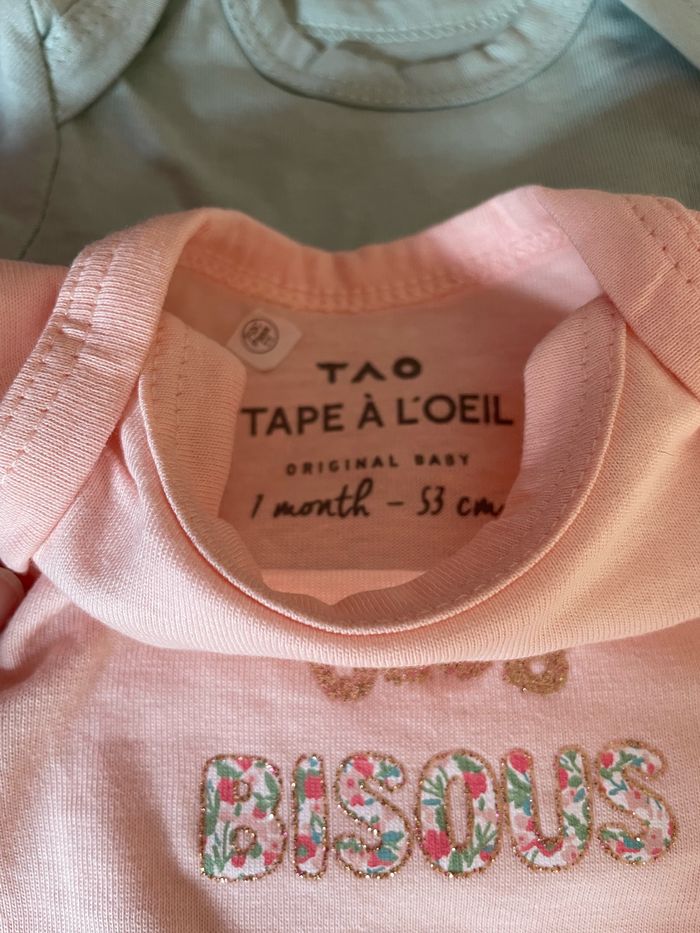 TAO
TAPE À L'OEIL
ORIGINAL BABY
1 month - 53 cm
BISOUS